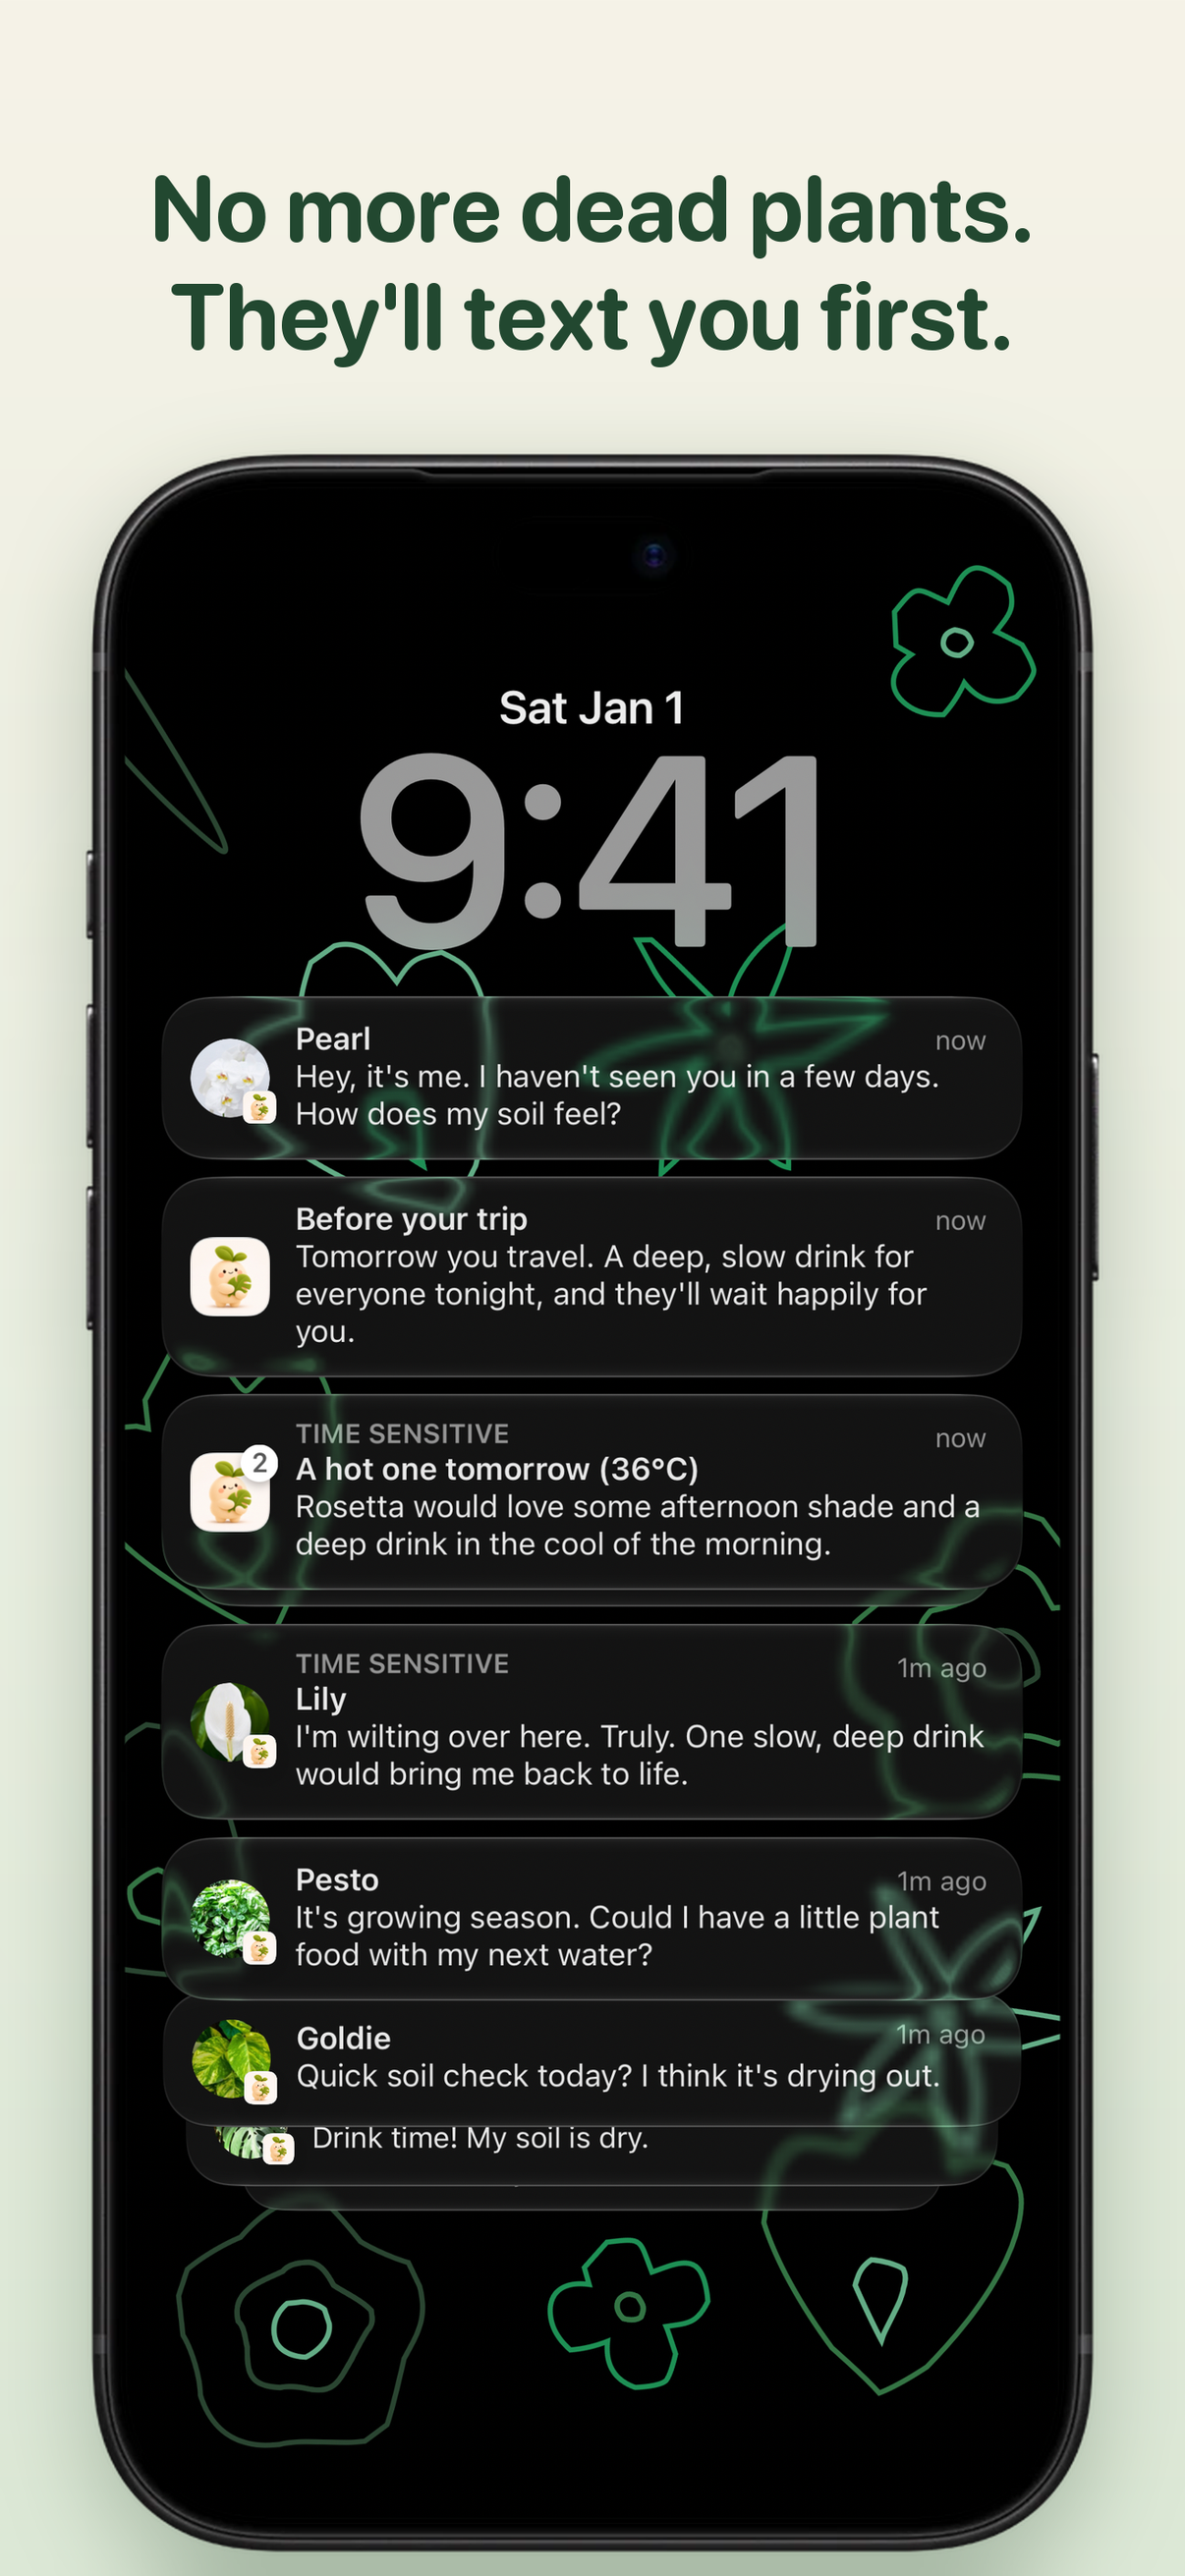 No more dead plants.
They'll text you first.
Sat Jan 1
9:41
Pearl
now
Hey, it's me. I haven't seen you in a few days.
How does my soil feel?
Before your trip
now
Tomorrow you travel. A deep, slow drink for
everyone tonight, and they'll wait happily for
you.
TIME SENSITIVE
now
2
A hot one tomorrow (36°C)
Rosetta would love some afternoon shade and a
deep drink in the cool of the morning.
TIME SENSITIVE
1m ago
Lily
I'm wilting over here. Truly. One slow, deep drink
would bring me back to life.
Pesto
1m ago
It's growing season. Could I have a little plant
food with my next water?
Goldie
1m ago
Quick soil check today? I think it's drying out.
Drink time! My soil is dry.